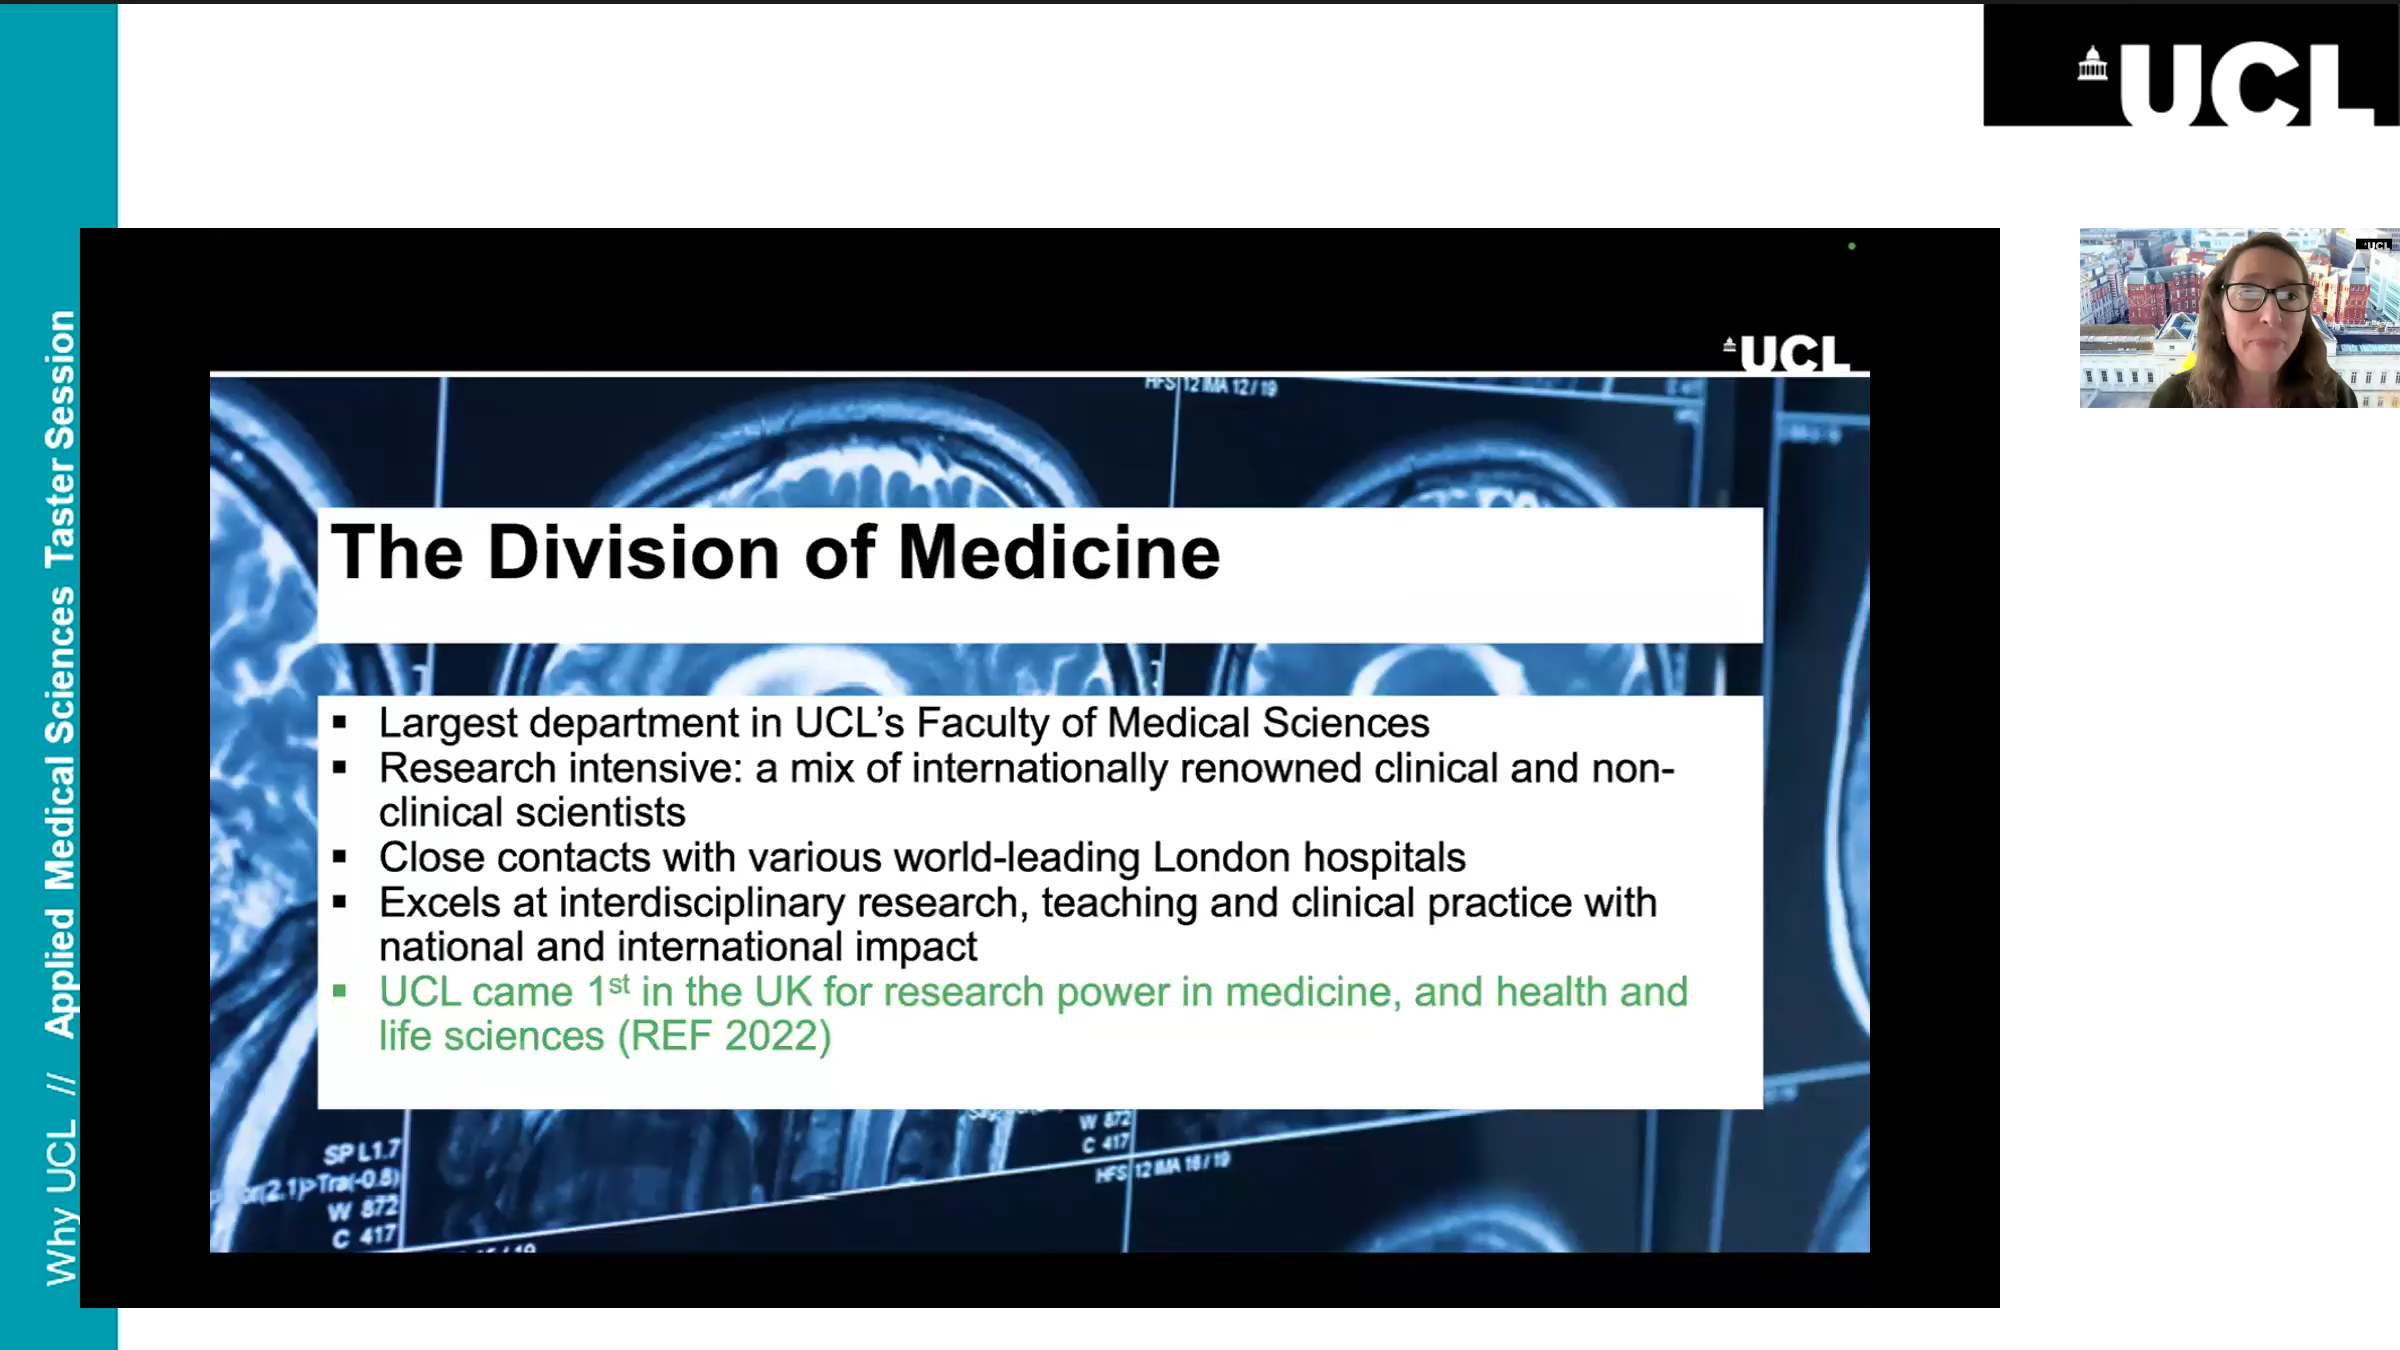 UCL
UCL
UCL
Why UCL // Applied Medical Sciences Taster Session
HFS 12 IMA 12 / 19
The Division of Medicine
▪ Largest department in UCL’s Faculty of Medical Sciences
▪ Research intensive: a mix of internationally renowned clinical and non-
clinical scientists
▪ Close contacts with various world-leading London hospitals
▪ Excels at interdisciplinary research, teaching and clinical practice with
national and international impact
▪ UCL came 1st in the UK for research power in medicine, and health and
life sciences (REF 2022)
W 872
C 417
HFS 12 IMA 16 / 19
SP L1.7
(2.1)>Tra(-0.8)
W 872
C 417